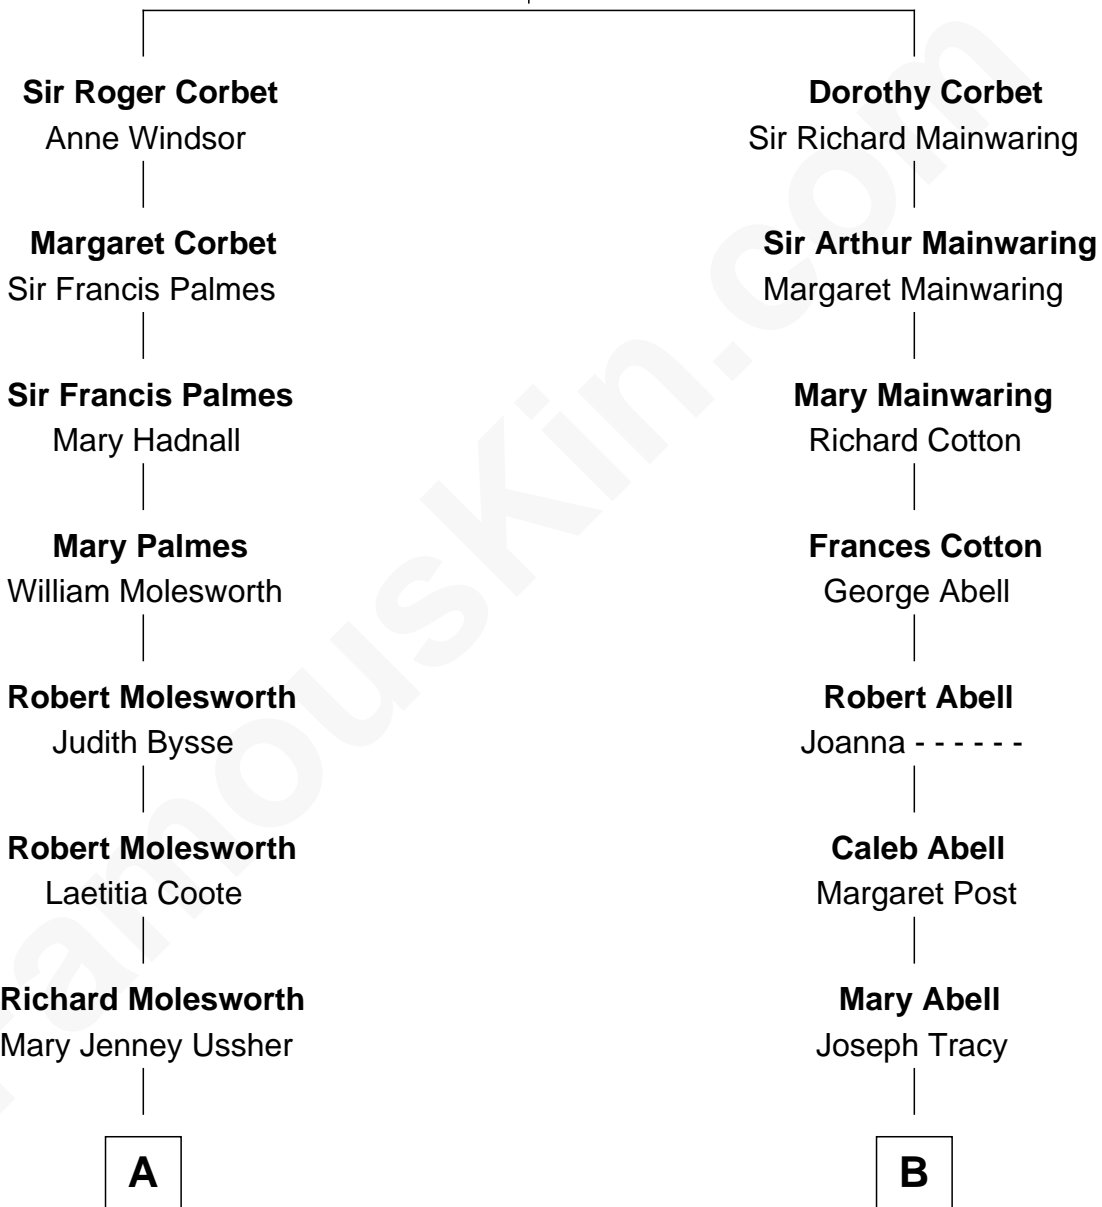 Sir Roger Corbet
Anne Windsor
Margaret Corbet
Sir Francis Palmes
Sir Francis Palmes
Mary Hadnall
Mary Palmes
William Molesworth
Robert Molesworth
Judith Bysse
Robert Molesworth
Laetitia Coote
Richard Molesworth
Mary Jenney Ussher
A
Dorothy Corbet
Sir Richard Mainwaring
Sir Arthur Mainwaring
Margaret Mainwaring
Mary Mainwaring
Richard Cotton
Frances Cotton
George Abell
Robert Abell
Joanna - - - - - -
Caleb Abell
Margaret Post
Mary Abell
Joseph Tracy
B
FamousKin.com